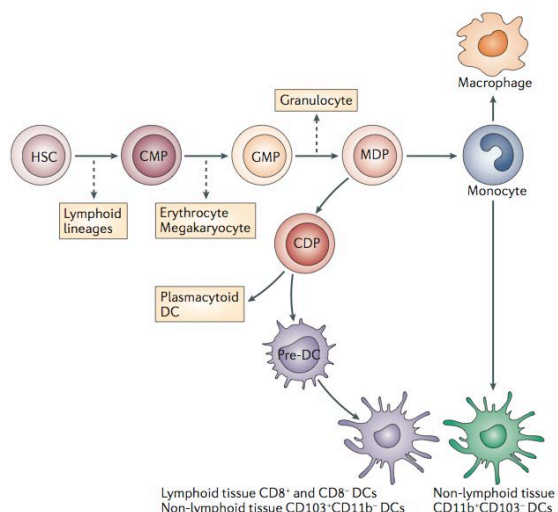 Macrophage
Granulocyte
HSC
CMP
GMP
MDP
Monocyte
Lymphoid
lineages
Erythrocyte
Megakaryocyte
CDP
Plasmacytoid
DC
Pre-DC
Lymphoid tissue CD8⁺ and CD8⁻ DCs
Non-lymphoid tissue CD103⁺CD11b⁻ DCs
Non-lymphoid tissue
CD11b⁺CD103⁻ DCs